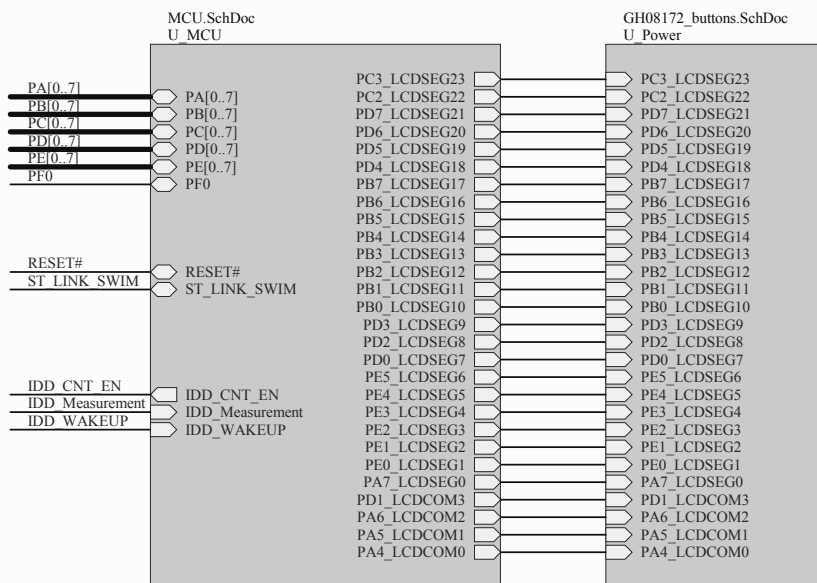 MCU.SchDoc
U_MCU
GH08172_buttons.SchDoc
U_Power
PA[0..7]
PB[0..7]
PC[0..7]
PD[0..7]
PE[0..7]
PF0
RESET#
ST_LINK_SWIM
IDD_CNT_EN
IDD_Measurement
IDD_WAKEUP
PA[0..7]
PB[0..7]
PC[0..7]
PD[0..7]
PE[0..7]
PF0
RESET#
ST_LINK_SWIM
IDD_CNT_EN
IDD_Measurement
IDD_WAKEUP
PC3_LCDSEG23
PC2_LCDSEG22
PD7_LCDSEG21
PD6_LCDSEG20
PD5_LCDSEG19
PD4_LCDSEG18
PB7_LCDSEG17
PB6_LCDSEG16
PB5_LCDSEG15
PB4_LCDSEG14
PB3_LCDSEG13
PB2_LCDSEG12
PB1_LCDSEG11
PB0_LCDSEG10
PD3_LCDSEG9
PD2_LCDSEG8
PD0_LCDSEG7
PE5_LCDSEG6
PE4_LCDSEG5
PE3_LCDSEG4
PE2_LCDSEG3
PE1_LCDSEG2
PE0_LCDSEG1
PA7_LCDSEG0
PD1_LCDCOM3
PA6_LCDCOM2
PA5_LCDCOM1
PA4_LCDCOM0
PC3_LCDSEG23
PC2_LCDSEG22
PD7_LCDSEG21
PD6_LCDSEG20
PD5_LCDSEG19
PD4_LCDSEG18
PB7_LCDSEG17
PB6_LCDSEG16
PB5_LCDSEG15
PB4_LCDSEG14
PB3_LCDSEG13
PB2_LCDSEG12
PB1_LCDSEG11
PB0_LCDSEG10
PD3_LCDSEG9
PD2_LCDSEG8
PD0_LCDSEG7
PE5_LCDSEG6
PE4_LCDSEG5
PE3_LCDSEG4
PE2_LCDSEG3
PE1_LCDSEG2
PE0_LCDSEG1
PA7_LCDSEG0
PD1_LCDCOM3
PA6_LCDCOM2
PA5_LCDCOM1
PA4_LCDCOM0